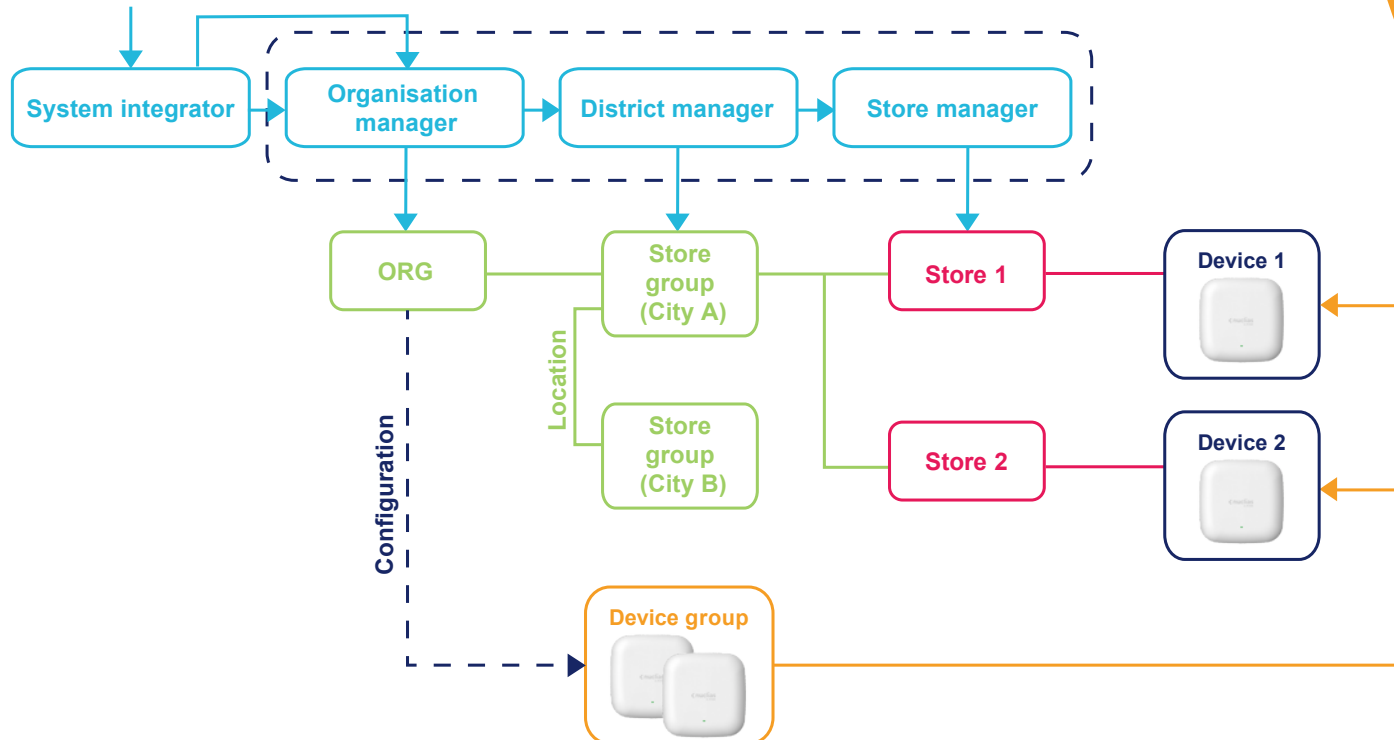 System integrator
Organisation
manager
District manager
Store manager
ORG
Store
group
(City A)
Store 1
Device 1
Location
Configuration
Store
group
(City B)
Store 2
Device 2
Device group